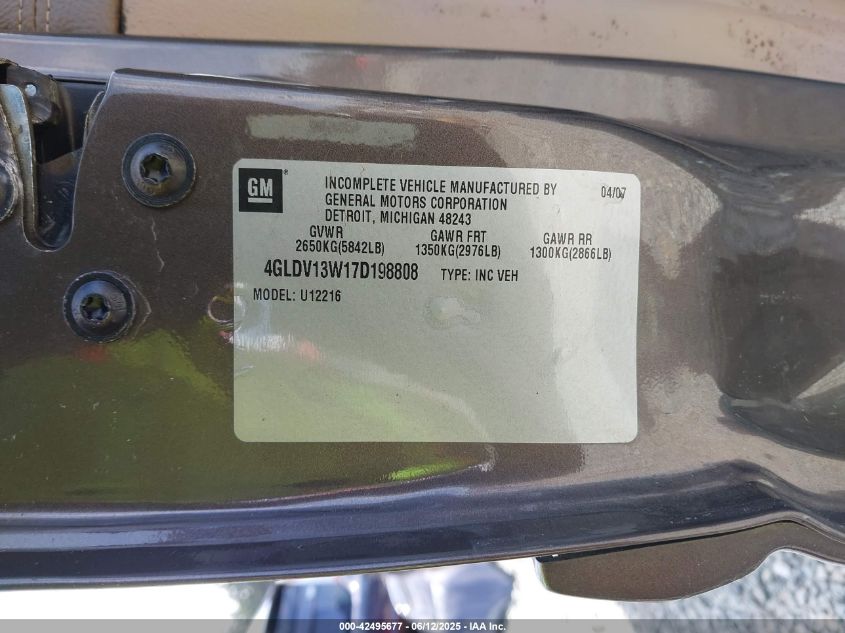 GM ® INCOMPLETE VEHICLE MANUFACTURED BY 04/07
GENERAL MOTORS CORPORATION
DETROIT, MICHIGAN 48243
GVWR GAWR FRT GAWR RR
2650KG(5842LB) 1350KG(2976LB) 1300KG(2866LB)
4GLDV13W17D198808 TYPE: INC VEH
MODEL: U12216
000-42495677 - 06/12/2025 - IAA Inc.